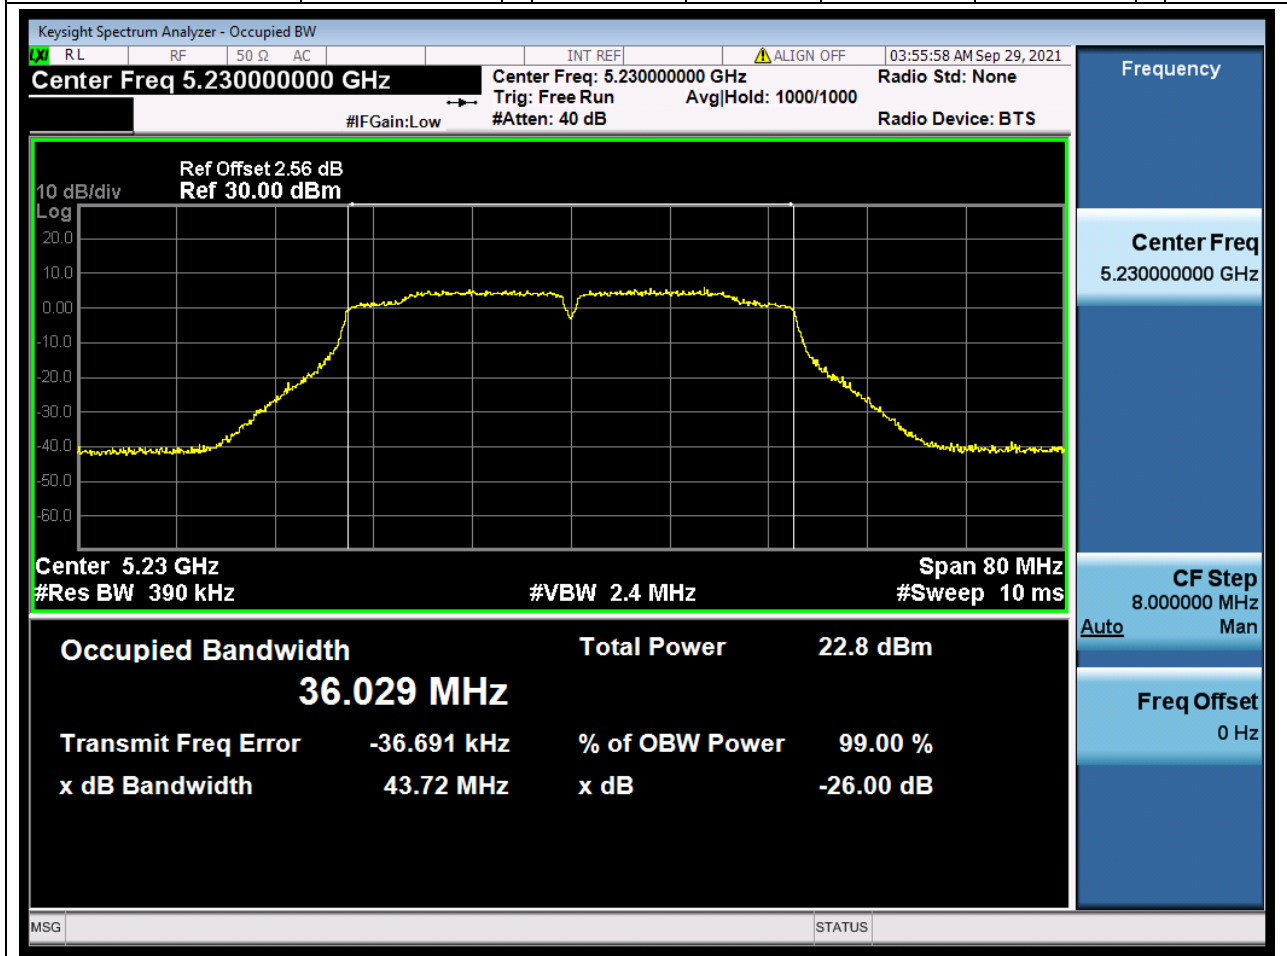 Keysight Spectrum Analyzer - Occupied BW
LXI RL RF 50 Ω AC INT REF ALIGN OFF 03:55:58 AM Sep 29, 2021
Center Freq 5.230000000 GHz
Center Freq: 5.230000000 GHz Radio Std: None
Trig: Free Run Avg|Hold: 1000/1000
#IFGain:Low #Atten: 40 dB Radio Device: BTS
Ref Offset 2.56 dB
10 dB/div Ref 30.00 dBm
Log
20.0
10.0
0.00
-10.0
-20.0
-30.0
-40.0
-50.0
-60.0
Center 5.23 GHz Span 80 MHz
#Res BW 390 kHz #VBW 2.4 MHz #Sweep 10 ms
Occupied Bandwidth Total Power 22.8 dBm
36.029 MHz
Transmit Freq Error -36.691 kHz % of OBW Power 99.00 %
x dB Bandwidth 43.72 MHz x dB -26.00 dB
MSG STATUS
Frequency
Center Freq
5.230000000 GHz
CF Step
8.000000 MHz
Auto Man
Freq Offset
0 Hz